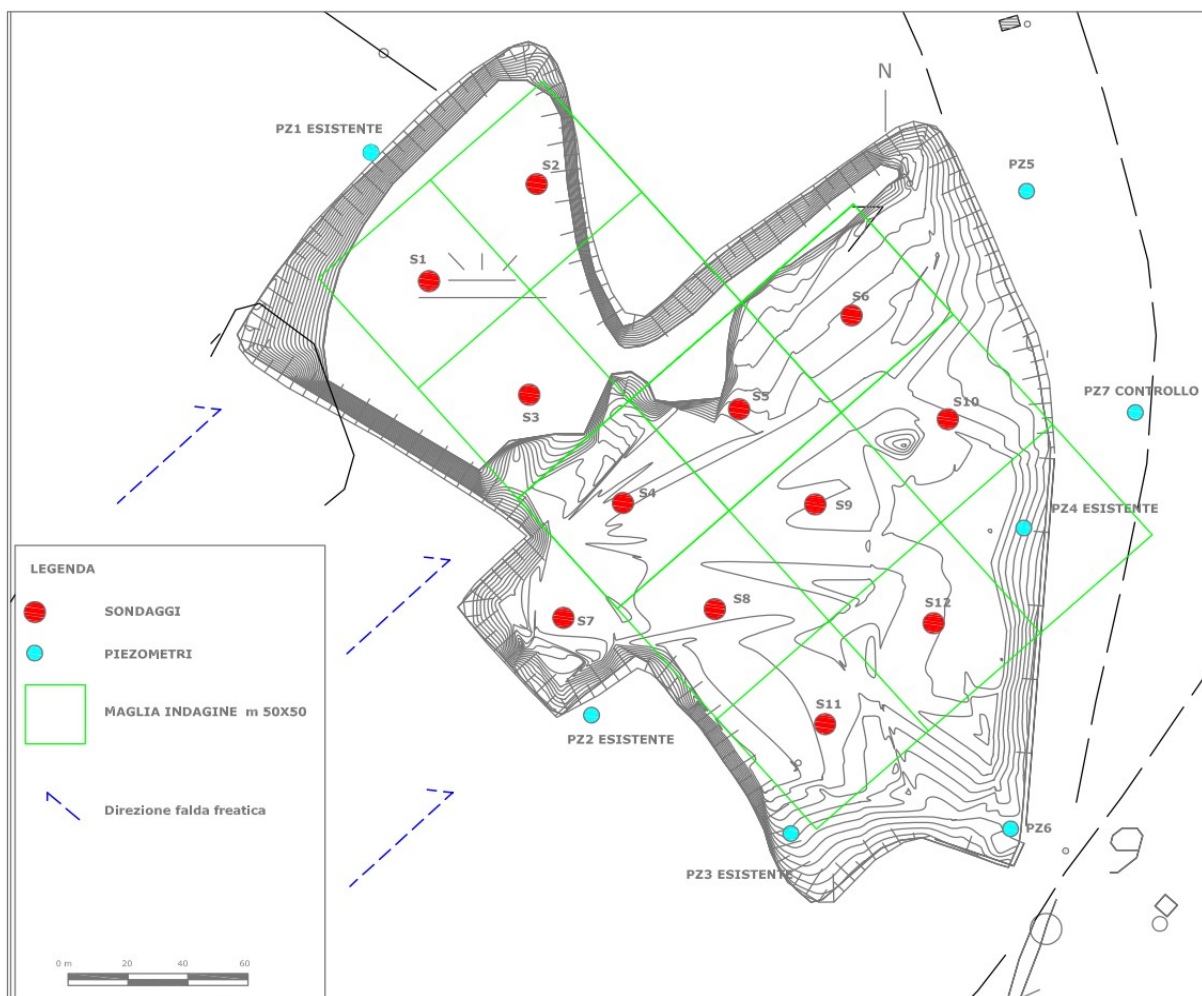 N
PZ1 ESISTENTE
S2
PZ5
S1
S6
PZ7 CONTROLLO
S3
S5
S10
S4
S9
PZ4 ESISTENTE
S7
S8
S12
S11
PZ2 ESISTENTE
PZ3 ESISTENTE
PZ6
LEGENDA
SONDAGGI
PIEZOMETRI
MAGLIA INDAGINE m 50X50
Direzione falda freatica
0 m 20 40 60